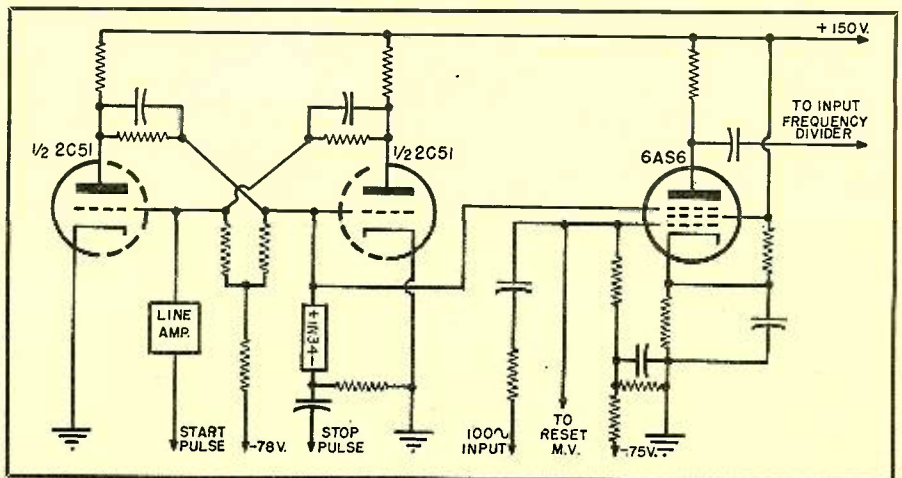 +150V.
TO INPUT
FREQUENCY
DIVIDER
½ 2C51
½ 2C51
6AS6
LINE
AMP.
+1N34-
START
PULSE
-78V.
STOP
PULSE
100~
INPUT
TO
RESET
M.V.
-75V.